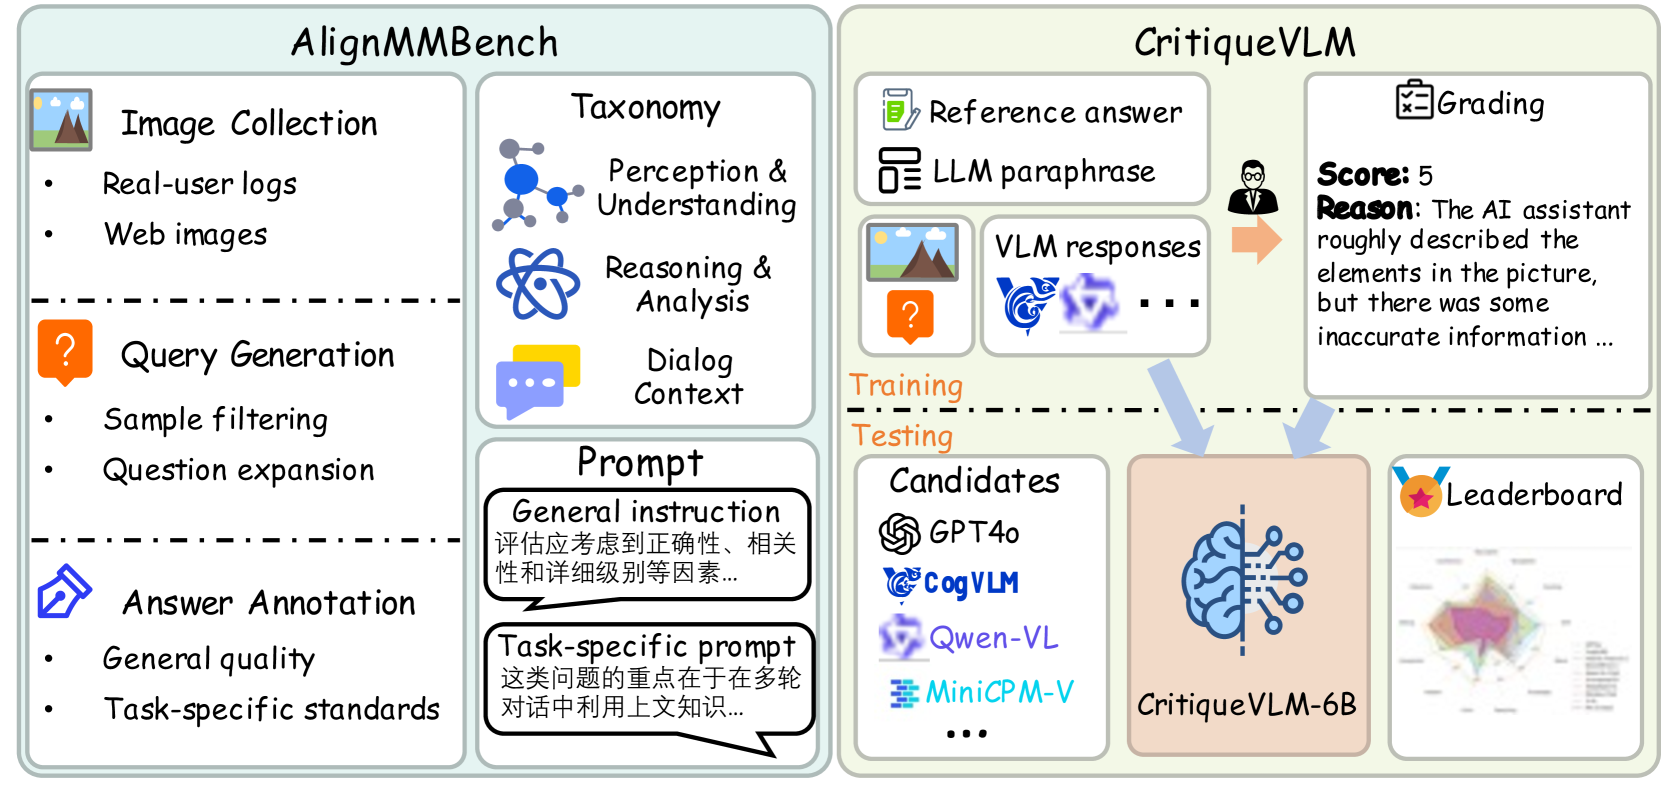 AlignMMBench
Image Collection
• Real-user logs
• Web images
Query Generation
• Sample filtering
• Question expansion
Answer Annotation
• General quality
• Task-specific standards
Taxonomy
Perception &
Understanding
Reasoning &
Analysis
Dialog
Context
Prompt
General instruction
评估应考虑到正确性、相关
性和详细级别等因素...
Task-specific prompt
这类问题的重点在于在多轮
对话中利用上文知识...
CritiqueVLM
Reference answer
LLM paraphrase
VLM responses
...
Grading
Score: 5
Reason: The AI assistant
roughly described the
elements in the picture,
but there was some
inaccurate information ...
Training
Testing
Candidates
GPT4o
CogVLM
Qwen-VL
MiniCPM-V
...
CritiqueVLM-6B
Leaderboard